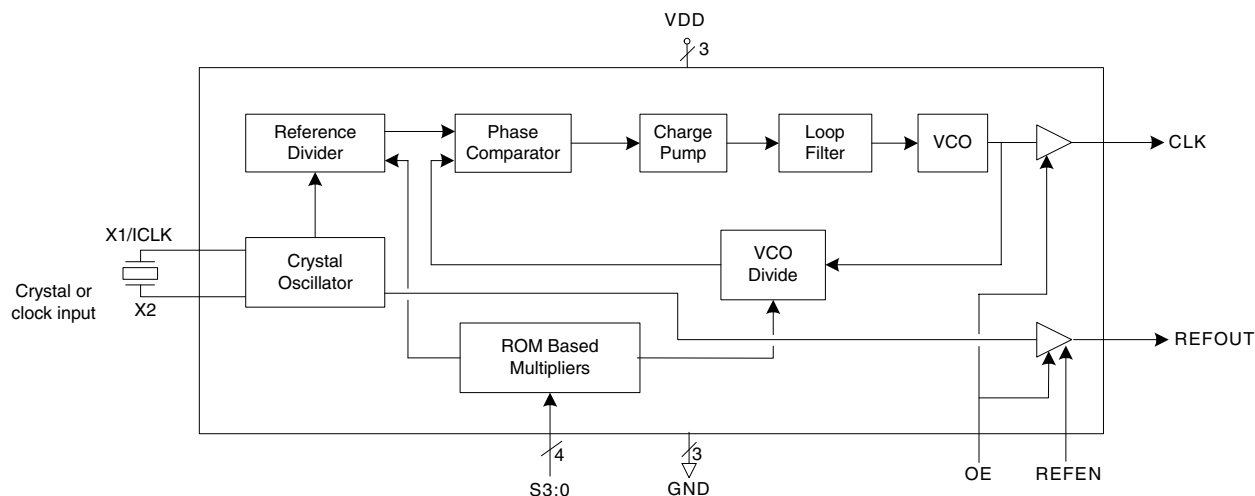 VDD
3
Reference
Divider
Phase
Comparator
Charge
Pump
Loop
Filter
VCO
CLK
X1/ICLK
Crystal
Oscillator
VCO
Divide
Crystal or
clock input
X2
ROM Based
Multipliers
REFOUT
4
3
S3:0
GND
OE
REFEN